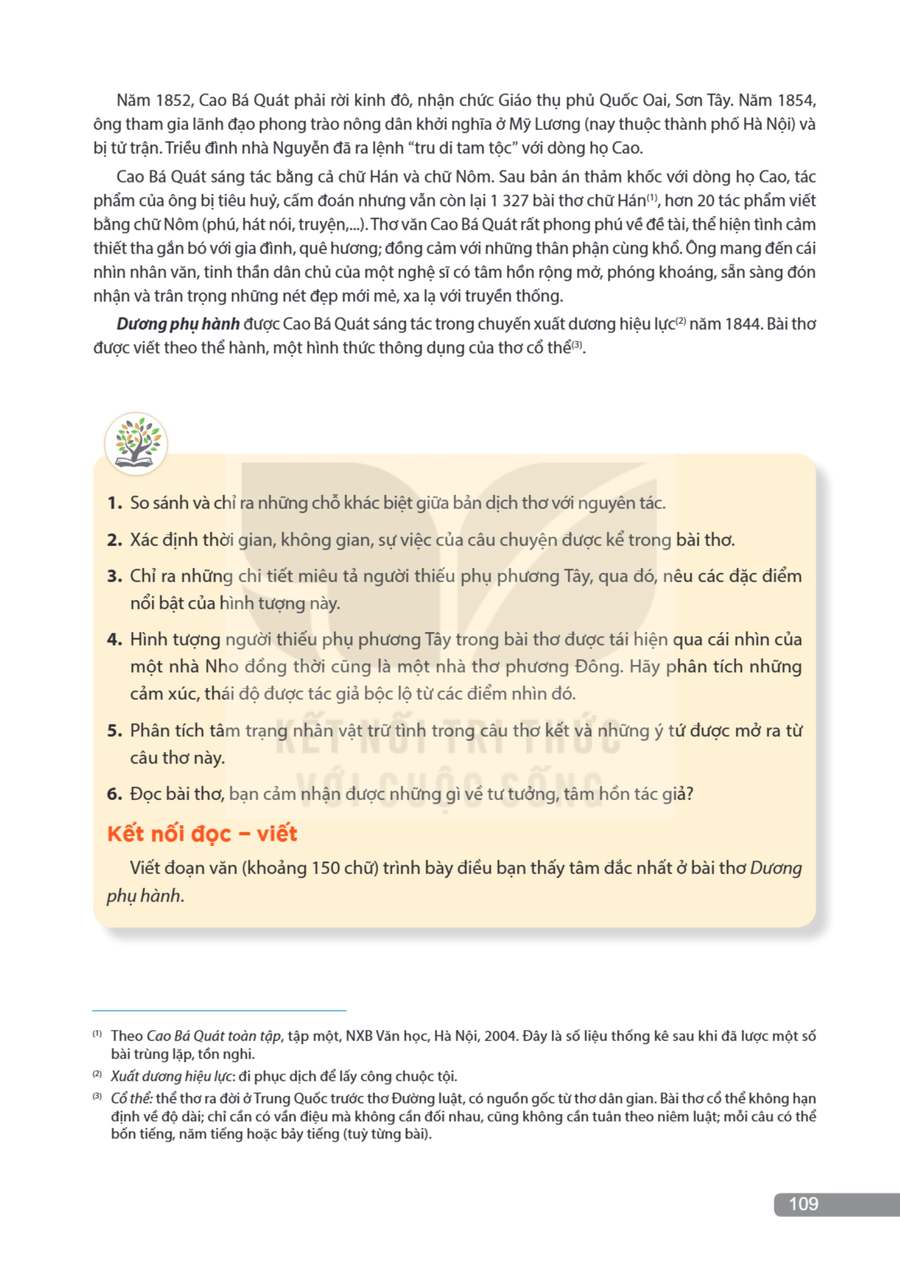 Năm 1852, Cao Bá Quát phải rời kinh đô, nhận chức Giáo thụ phủ Quốc Oai, Sơn Tây. Năm 1854,
ông tham gia lãnh đạo phong trào nông dân khởi nghĩa ở Mỹ Lương (nay thuộc thành phố Hà Nội) và
bị tử trận. Triều đình nhà Nguyễn đã ra lệnh “tru di tam tộc” với dòng họ Cao.
Cao Bá Quát sáng tác bằng cả chữ Hán và chữ Nôm. Sau bản án thảm khốc với dòng họ Cao, tác
phẩm của ông bị tiêu huỷ, cấm đoán nhưng vẫn còn lại 1 327 bài thơ chữ Hán(1), hơn 20 tác phẩm viết
bằng chữ Nôm (phú, hát nói, truyện,...). Thơ văn Cao Bá Quát rất phong phú về đề tài, thể hiện tình cảm
thiết tha gắn bó với gia đình, quê hương; đồng cảm với những thân phận cùng khổ. Ông mang đến cái
nhìn nhân văn, tinh thần dân chủ của một nghệ sĩ có tâm hồn rộng mở, phóng khoáng, sẵn sàng đón
nhận và trân trọng những nét đẹp mới mẻ, xa lạ với truyền thống.
Dương phụ hành được Cao Bá Quát sáng tác trong chuyến xuất dương hiệu lực(2) năm 1844. Bài thơ
được viết theo thể hành, một hình thức thông dụng của thơ cổ thể(3).
1. So sánh và chỉ ra những chỗ khác biệt giữa bản dịch thơ với nguyên tác.
2. Xác định thời gian, không gian, sự việc của câu chuyện được kể trong bài thơ.
3. Chỉ ra những chi tiết miêu tả người thiếu phụ phương Tây, qua đó, nêu các đặc điểm
nổi bật của hình tượng này.
4. Hình tượng người thiếu phụ phương Tây trong bài thơ được tái hiện qua cái nhìn của
một nhà Nho đồng thời cũng là một nhà thơ phương Đông. Hãy phân tích những
cảm xúc, thái độ được tác giả bộc lộ từ các điểm nhìn đó.
5. Phân tích tâm trạng nhân vật trữ tình trong câu thơ kết và những ý tứ được mở ra từ
câu thơ này.
6. Đọc bài thơ, bạn cảm nhận được những gì về tư tưởng, tâm hồn tác giả?
KẾT NỐI TRI THỨC
VỚI CUỘC SỐNG
Kết nối đọc – viết
Viết đoạn văn (khoảng 150 chữ) trình bày điều bạn thấy tâm đắc nhất ở bài thơ Dương
phụ hành.
(1) Theo Cao Bá Quát toàn tập, tập một, NXB Văn học, Hà Nội, 2004. Đây là số liệu thống kê sau khi đã lược một số
bài trùng lặp, tồn nghi.
(2) Xuất dương hiệu lực: đi phục dịch để lấy công chuộc tội.
(3) Cổ thể: thể thơ ra đời ở Trung Quốc trước thơ Đường luật, có nguồn gốc từ thơ dân gian. Bài thơ cổ thể không hạn
định về độ dài; chỉ cần có vần điệu mà không cần đối nhau, cũng không cần tuân theo niêm luật; mỗi câu có thể
bốn tiếng, năm tiếng hoặc bảy tiếng (tuỳ từng bài).
109